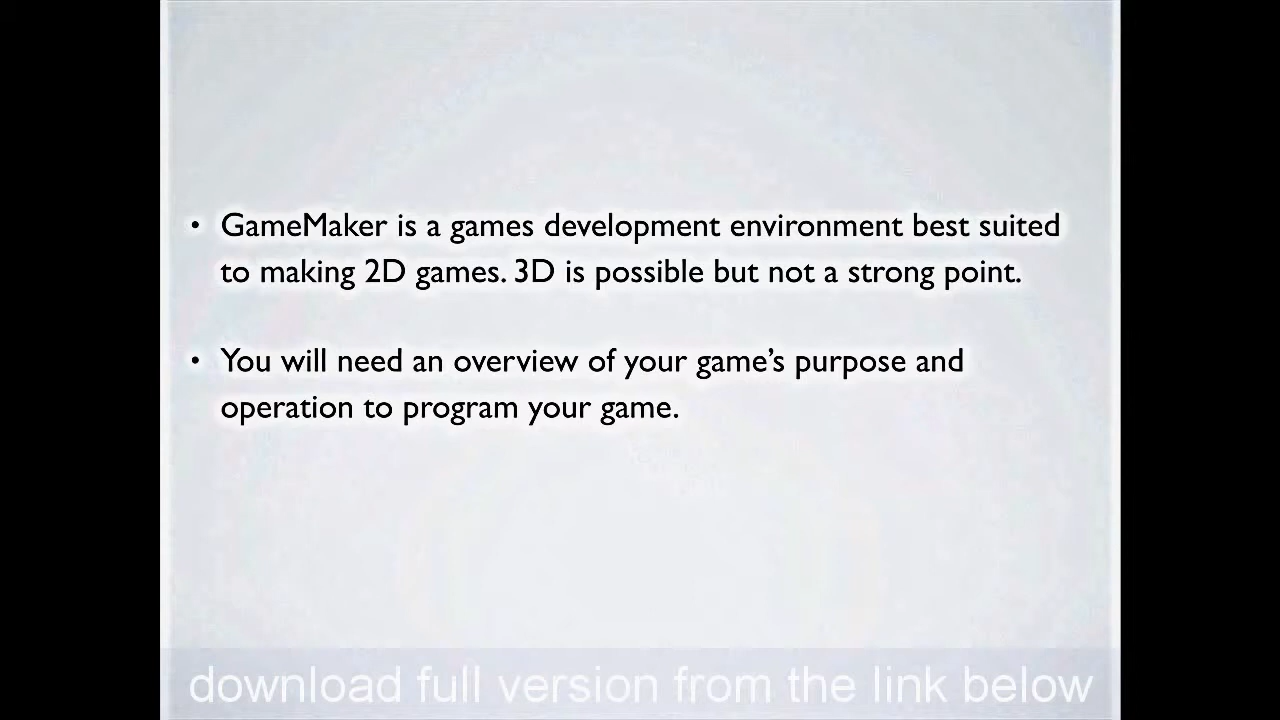 • GameMaker is a games development environment best suited
to making 2D games. 3D is possible but not a strong point.
• You will need an overview of your game’s purpose and
operation to program your game.
download full version from the link below